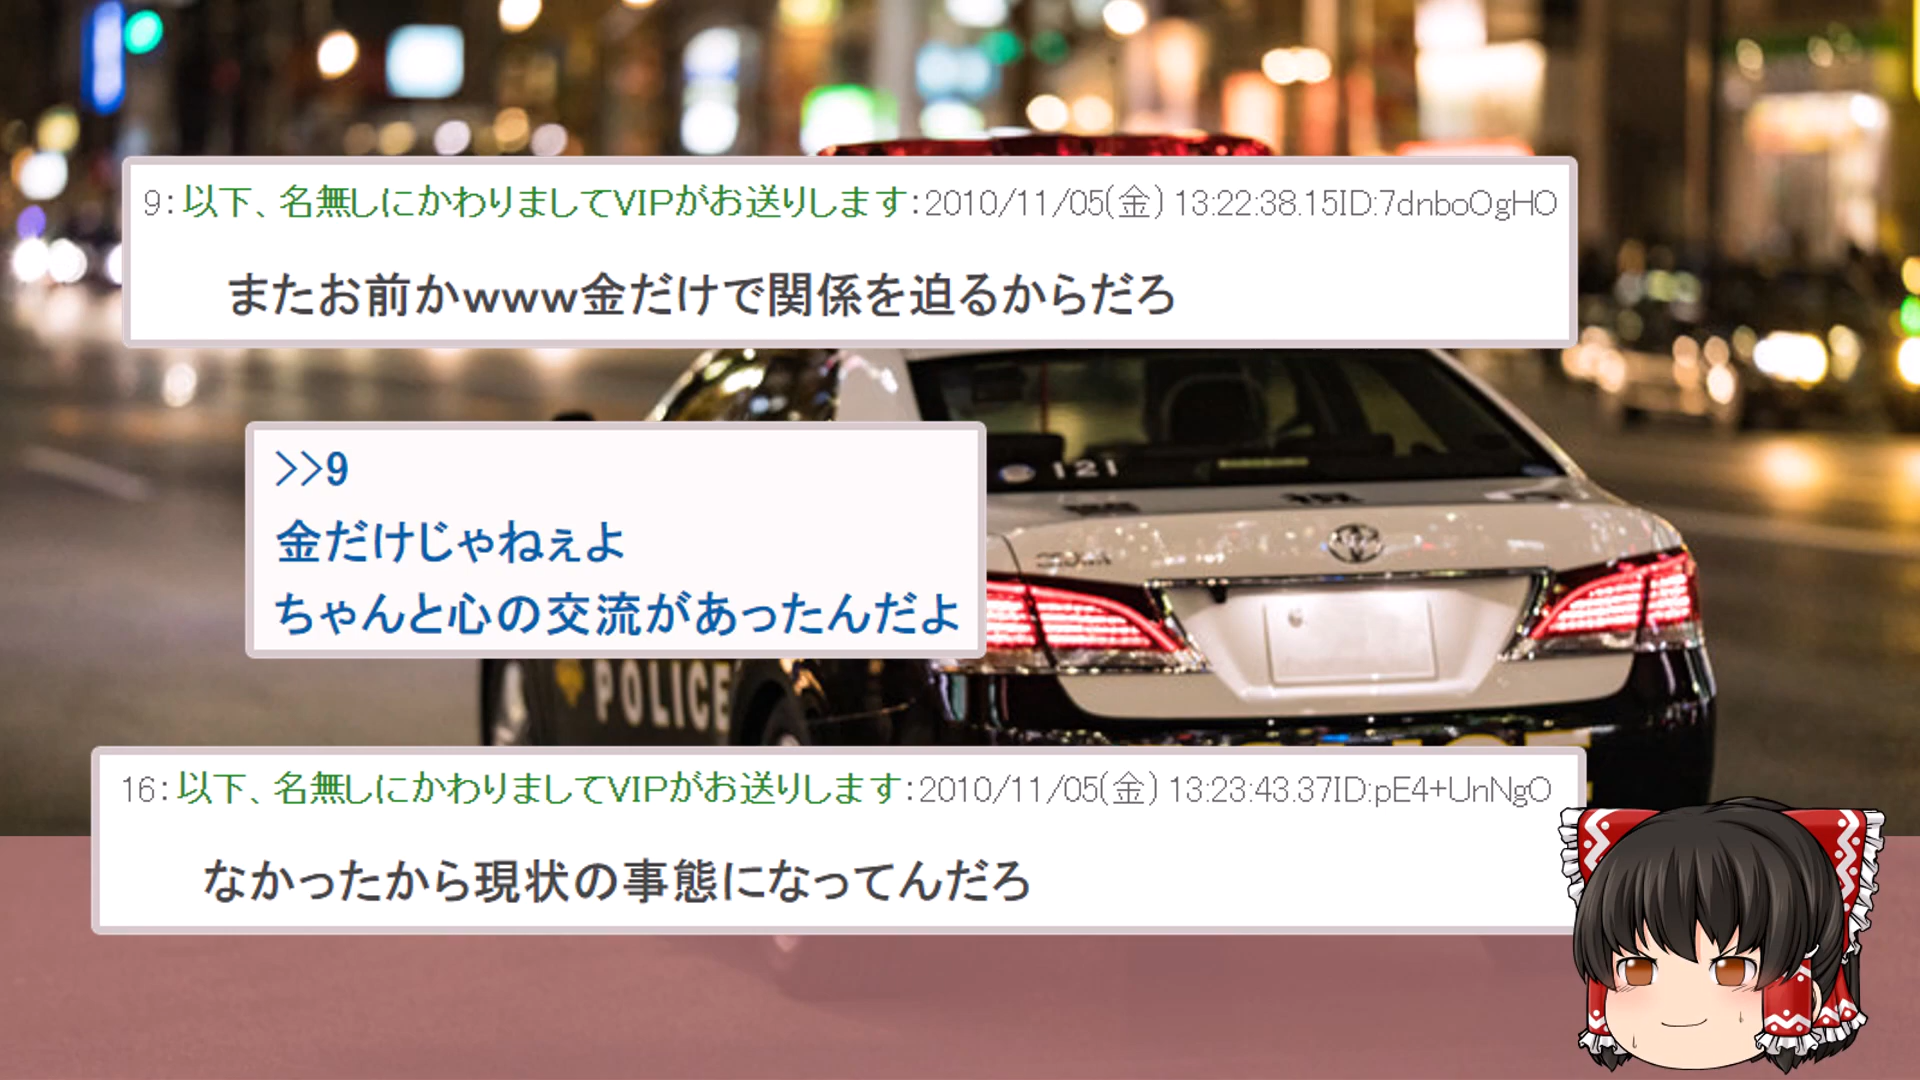 9：以下、名無しにかわりましてVIPがお送りします：2010/11/05(金) 13:22:38.15ID:7dnboOgHO
またお前かwww金だけで関係を迫るからだろ
>>9
金だけじゃねぇよ
ちゃんと心の交流があったんだよ
121
POLICE
16：以下、名無しにかわりましてVIPがお送りします：2010/11/05(金) 13:23:43.37ID:pE4+UnNgO
なかったから現状の事態になってんだろ